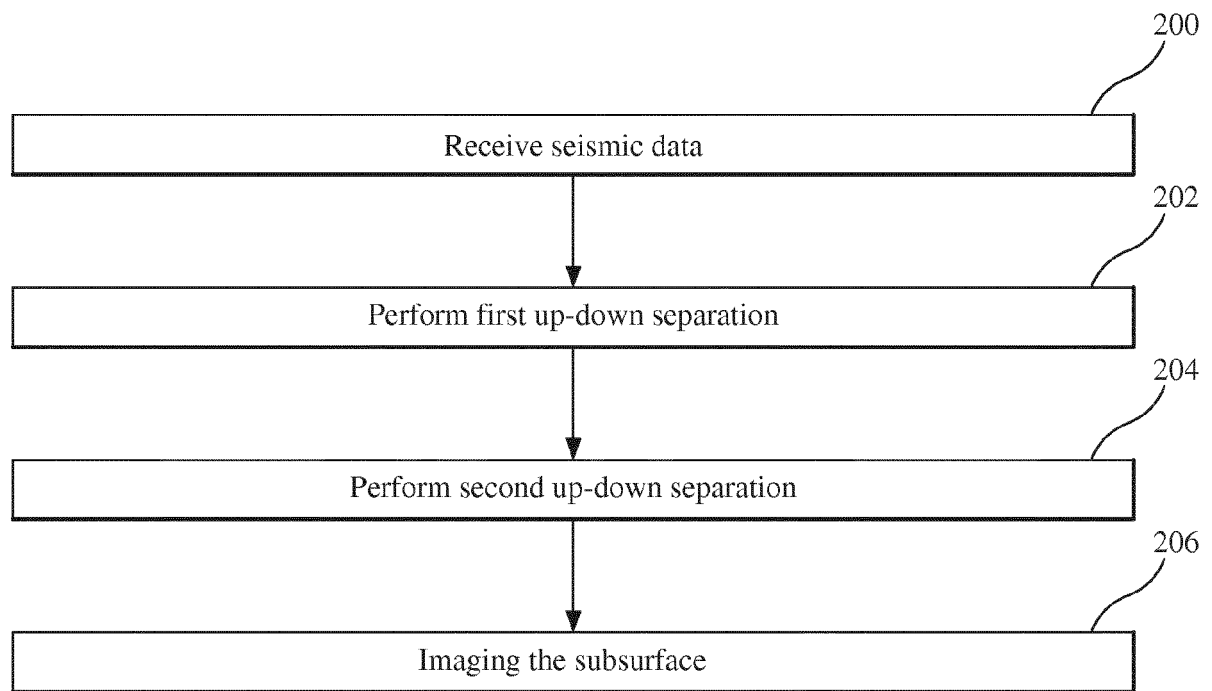 200
Receive seismic data
202
Perform first up-down separation
204
Perform second up-down separation
206
Imaging the subsurface